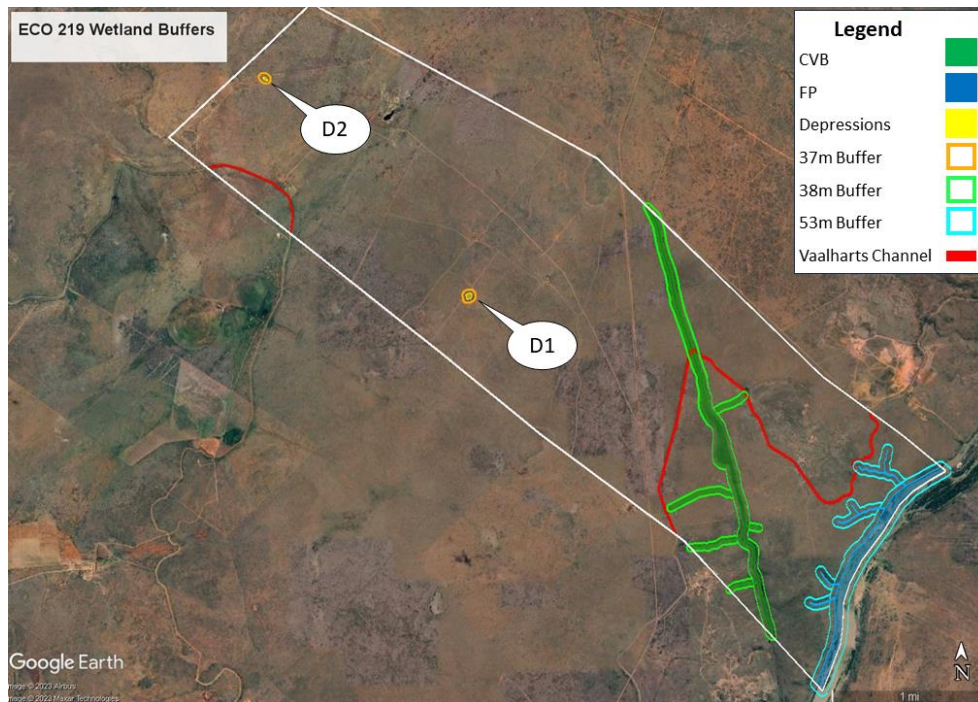 ECO 219 Wetland Buffers
Legend
CVB
FP
Depressions
37m Buffer
38m Buffer
53m Buffer
Vaalharts Channel
D2
D1
Google Earth
Image © 2023 Airbus
Image © 2023 Maxar Technologies
N
1 mi